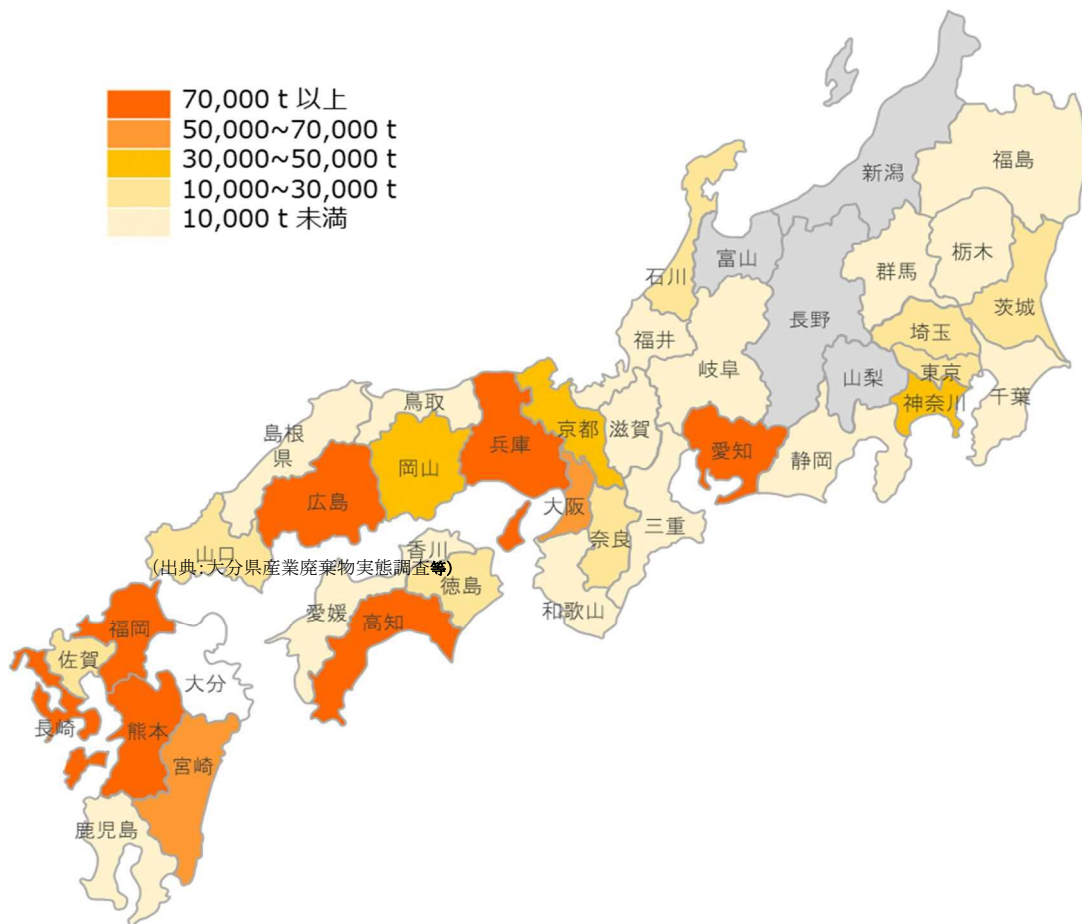 70,000 t 以上
50,000~70,000 t
30,000~50,000 t
10,000~30,000 t
10,000 t 未満
新潟
福島
富山
石川
群馬
栃木
茨城
長野
埼玉
福井
岐阜
山梨
東京
神奈川
千葉
鳥取
島根
県
兵庫
京都
滋賀
愛知
静岡
岡山
広島
大阪
三重
奈良
山口
香川
(出典:大分県産業廃棄物実態調査等)
徳島
愛媛
高知
和歌山
福岡
佐賀
大分
長崎
熊本
宮崎
鹿児島